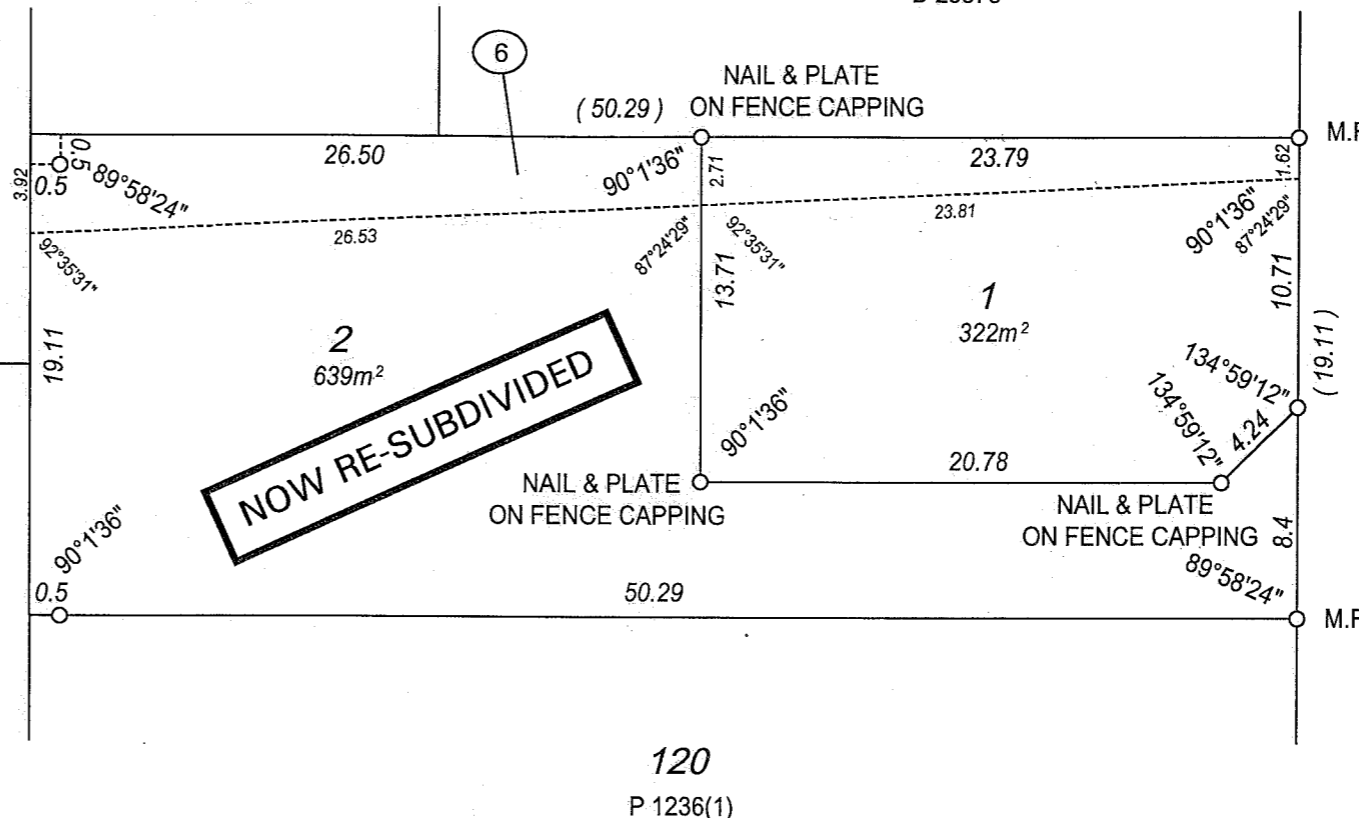 6
NAIL & PLATE
( 50.29 ) ON FENCE CAPPING
M.P
26.50
23.79
0.5
0.5
89°58'24"
3.92
90°1'36"
2.71
1.62
90°1'36"
87°24'29"
26.53
23.81
92°35'31"
87°24'29"
92°35'31"
13.71
10.71
1
322m²
2
639m²
19.11
( 19.11 )
134°59'12"
134°59'12"
4.24
NOW RE-SUBDIVIDED
90°1'36"
20.78
NAIL & PLATE
ON FENCE CAPPING
NAIL & PLATE
ON FENCE CAPPING
8.4
90°1'36"
89°58'24"
0.5
50.29
120
P 1236(1)